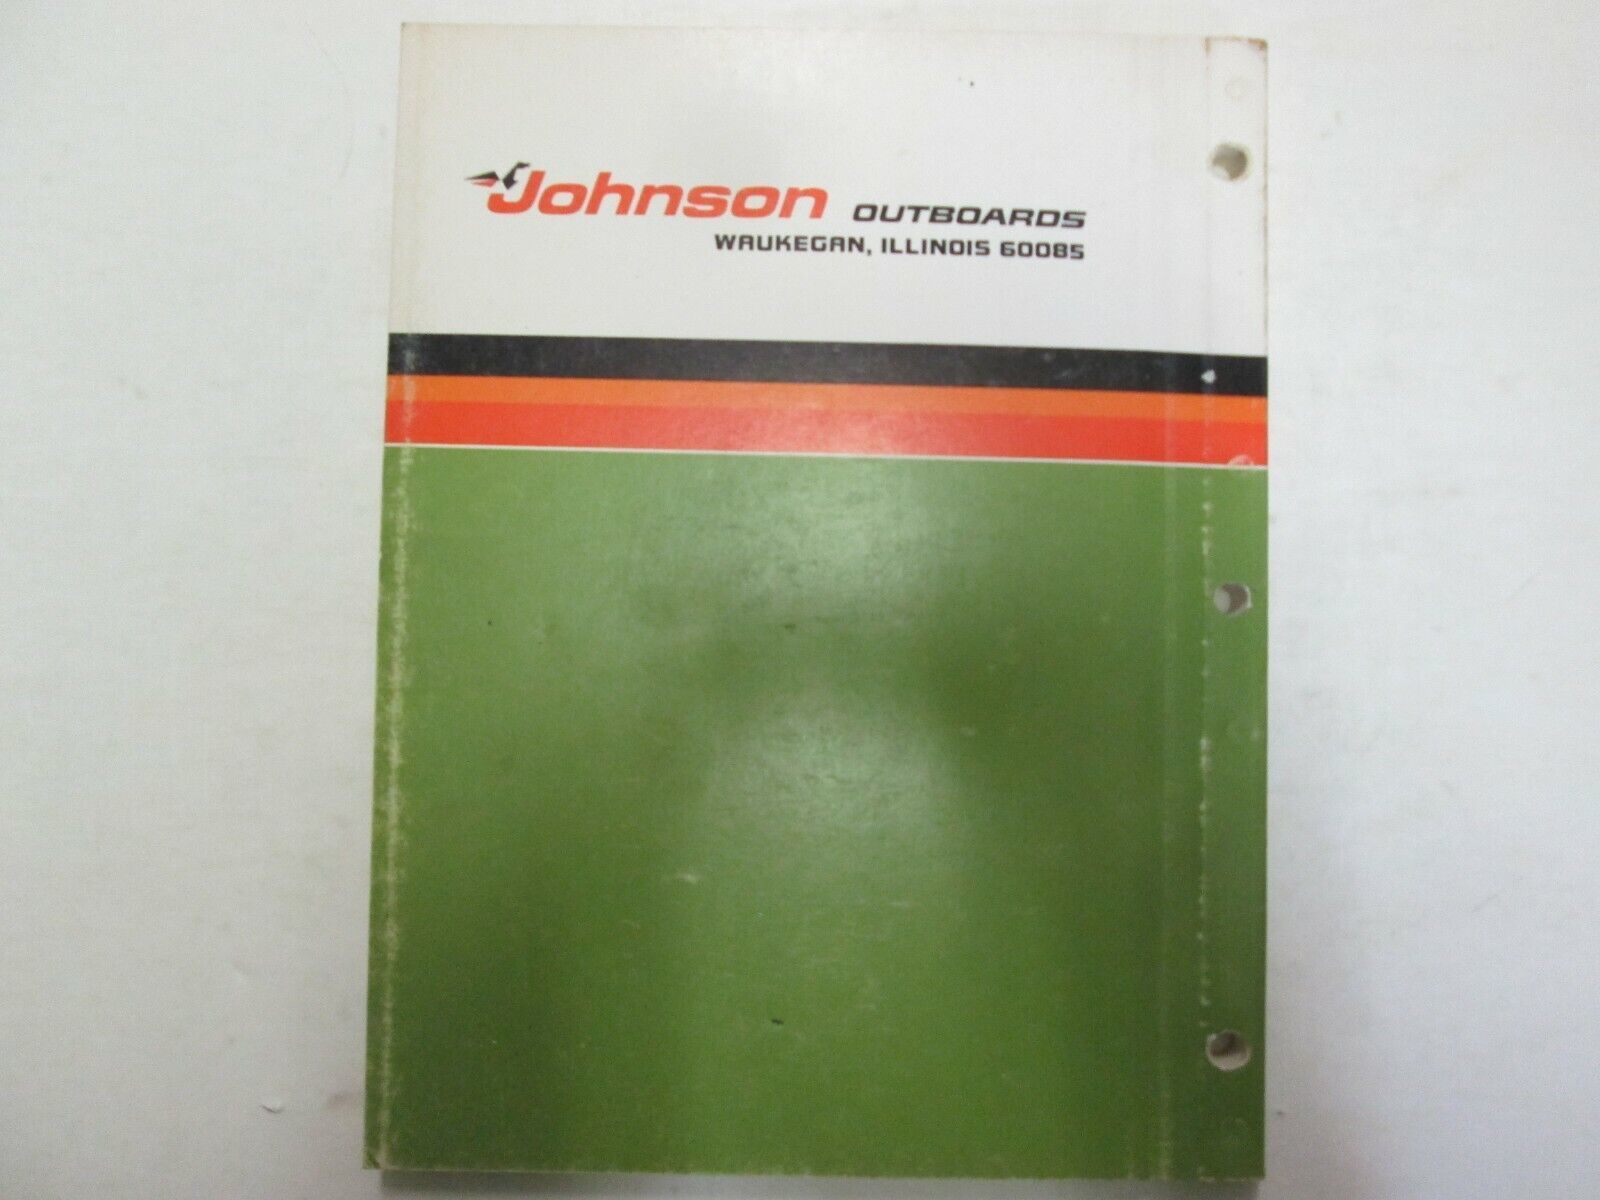 Johnson OUTBOARDS
WAUKEGAN, ILLINOIS 60085